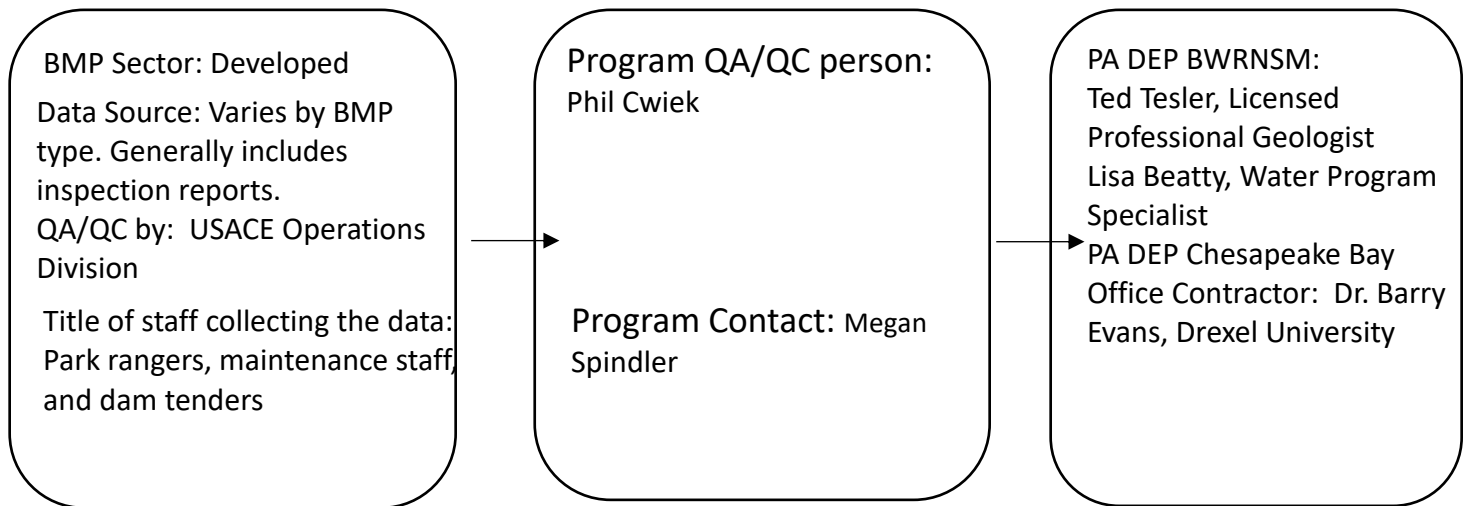 BMP Sector: Developed
Data Source: Varies by BMP
type. Generally includes
inspection reports.
QA/QC by: USACE Operations
Division
Title of staff collecting the data:
Park rangers, maintenance staff,
and dam tenders
Program QA/QC person:
Phil Cwiek
Program Contact: Megan
Spindler
PA DEP BWRNSM:
Ted Tesler, Licensed
Professional Geologist
Lisa Beatty, Water Program
Specialist
PA DEP Chesapeake Bay
Office Contractor: Dr. Barry
Evans, Drexel University